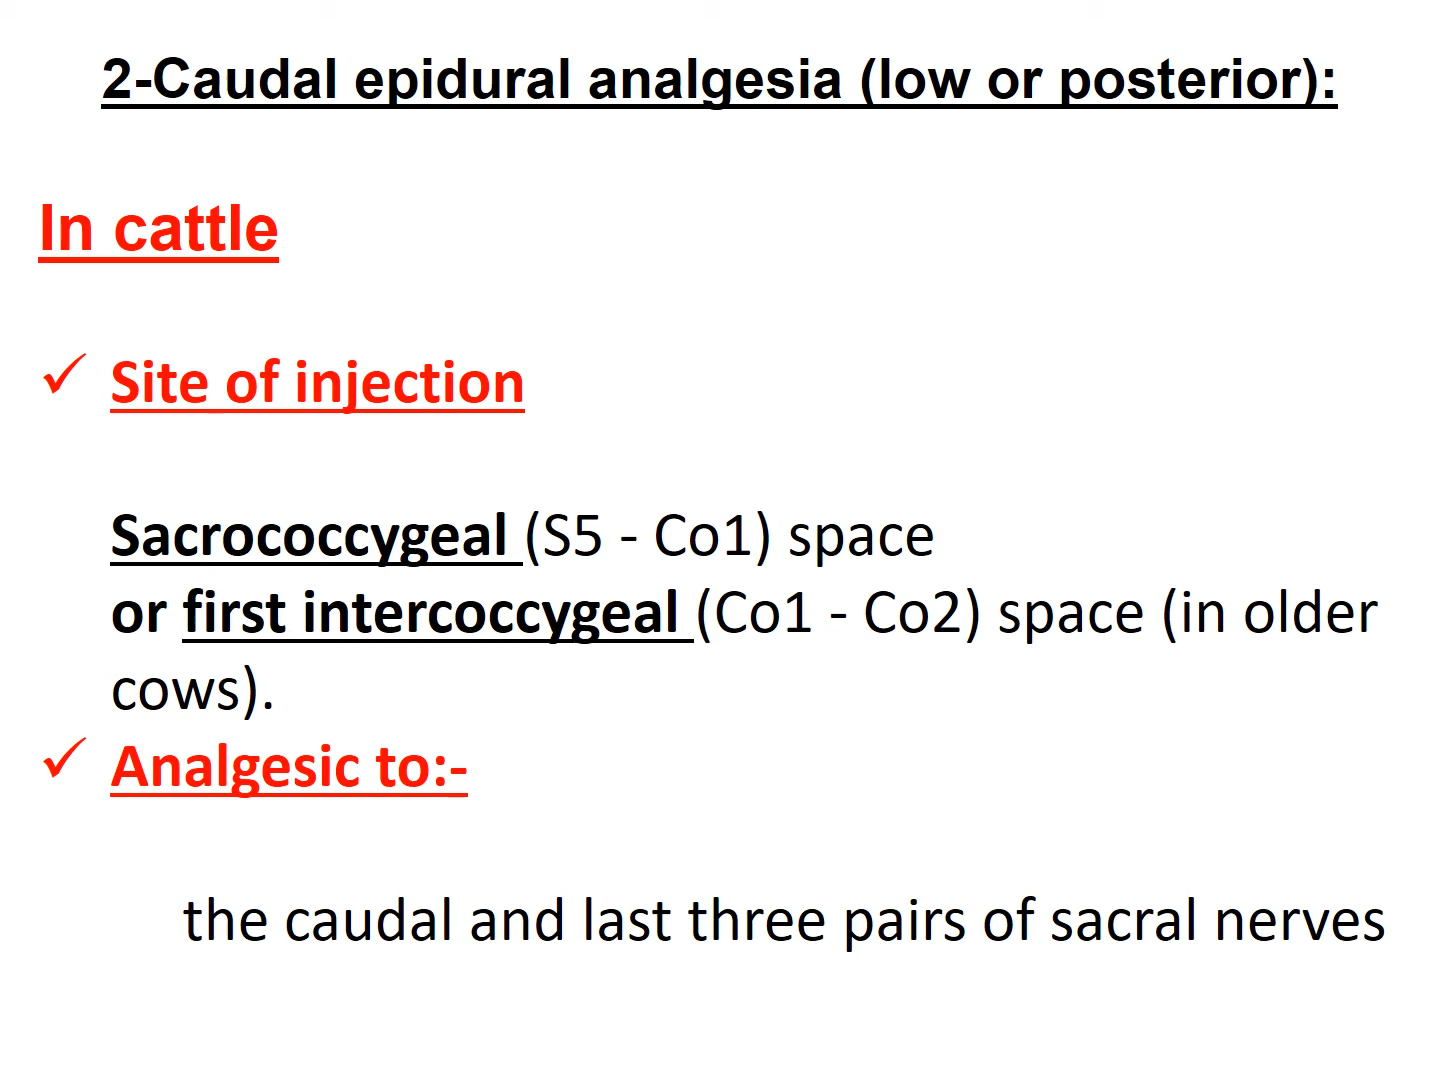 2-Caudal epidural analgesia (low or posterior):
In cattle
✓ Site of injection
Sacrococcygeal (S5 - Co1) space
or first intercoccygeal (Co1 - Co2) space (in older
cows).
✓ Analgesic to:-
the caudal and last three pairs of sacral nerves